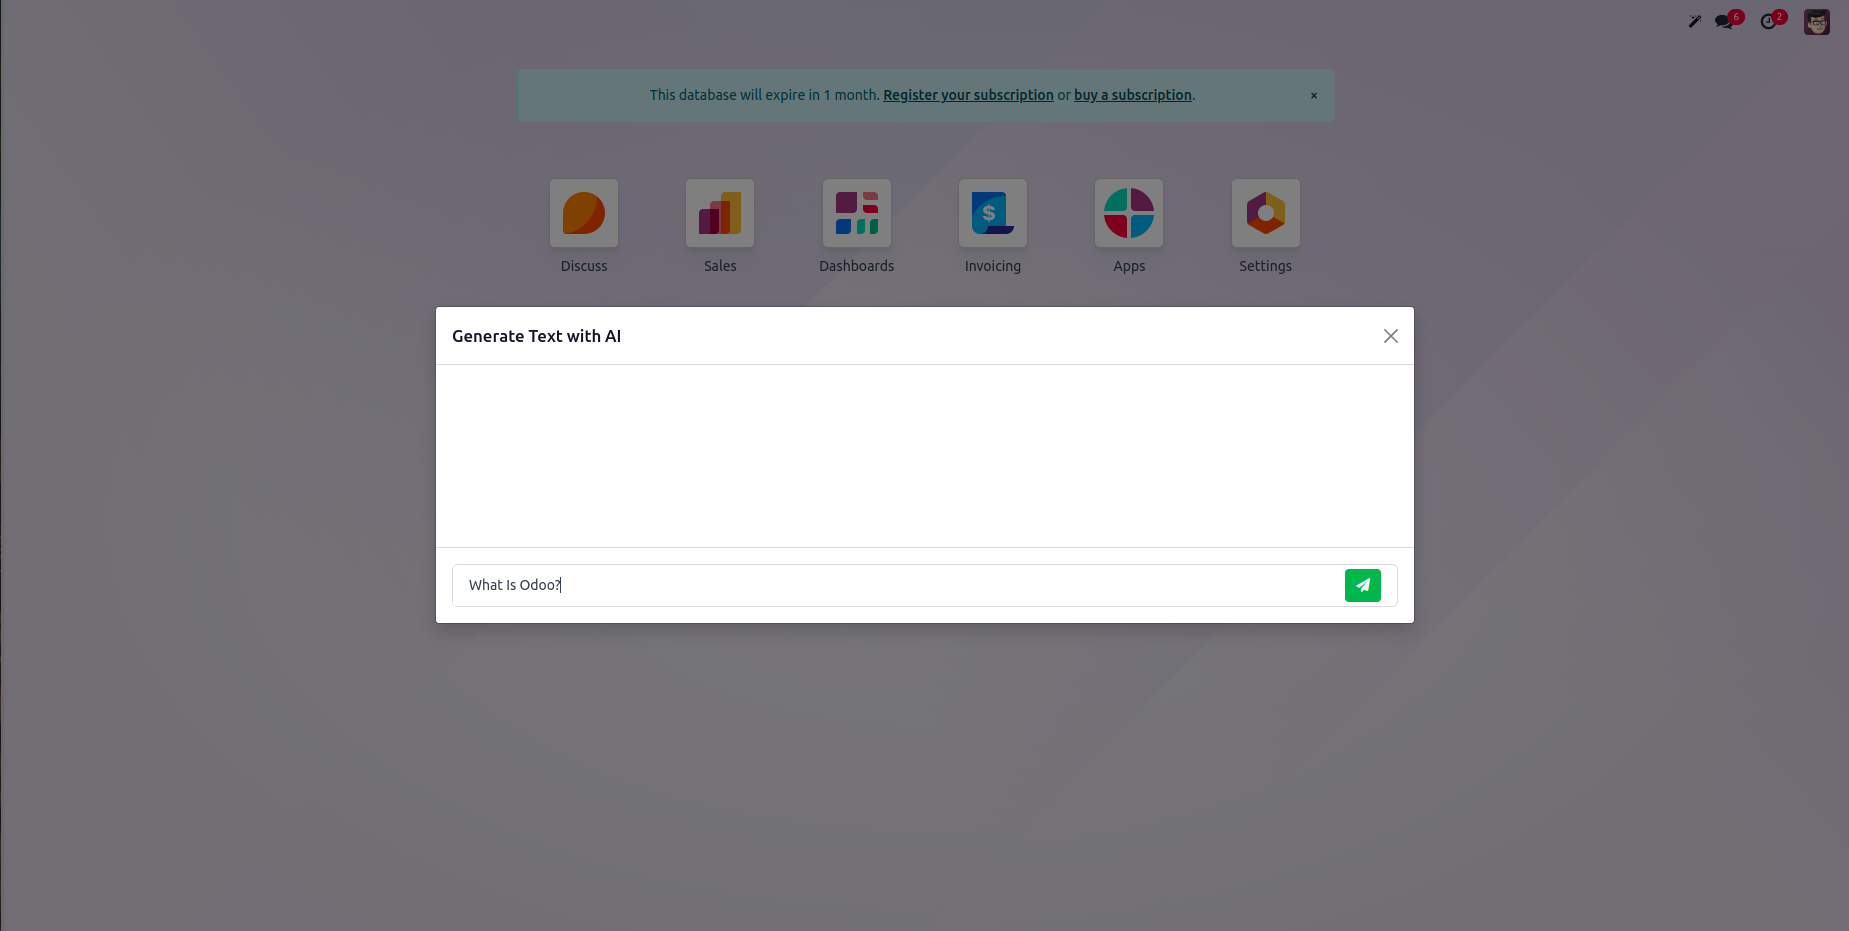 6
2
This database will expire in 1 month. Register your subscription or buy a subscription.
×
Discuss
Sales
Dashboards
$
Invoicing
Apps
Settings
Generate Text with AI
What Is Odoo?